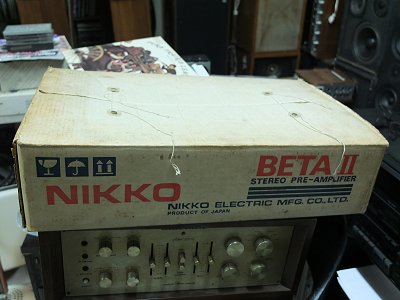 NIKKO
BETA II
STEREO PRE-AMPLIFIER
NIKKO ELECTRIC MFG. CO., LTD.
PRODUCT OF JAPAN